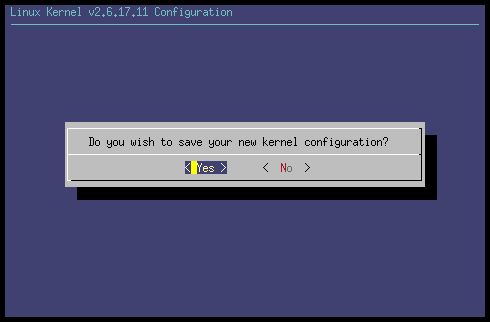 Linux Kernel v2.6.17.11 Configuration
Do you wish to save your new kernel configuration?
< Yes > < No >